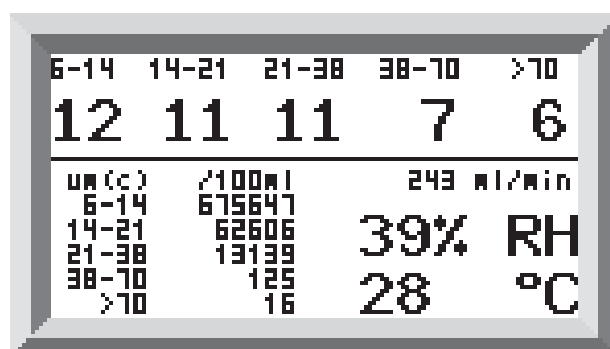 6-14 14-21 21-38 38-70 >70
12 11 11 7 6
um(c) /100ml 243 ml/min
6-14 675647
14-21 62606
21-38 13139
38-70 125
>70 16
39% RH
28 °C